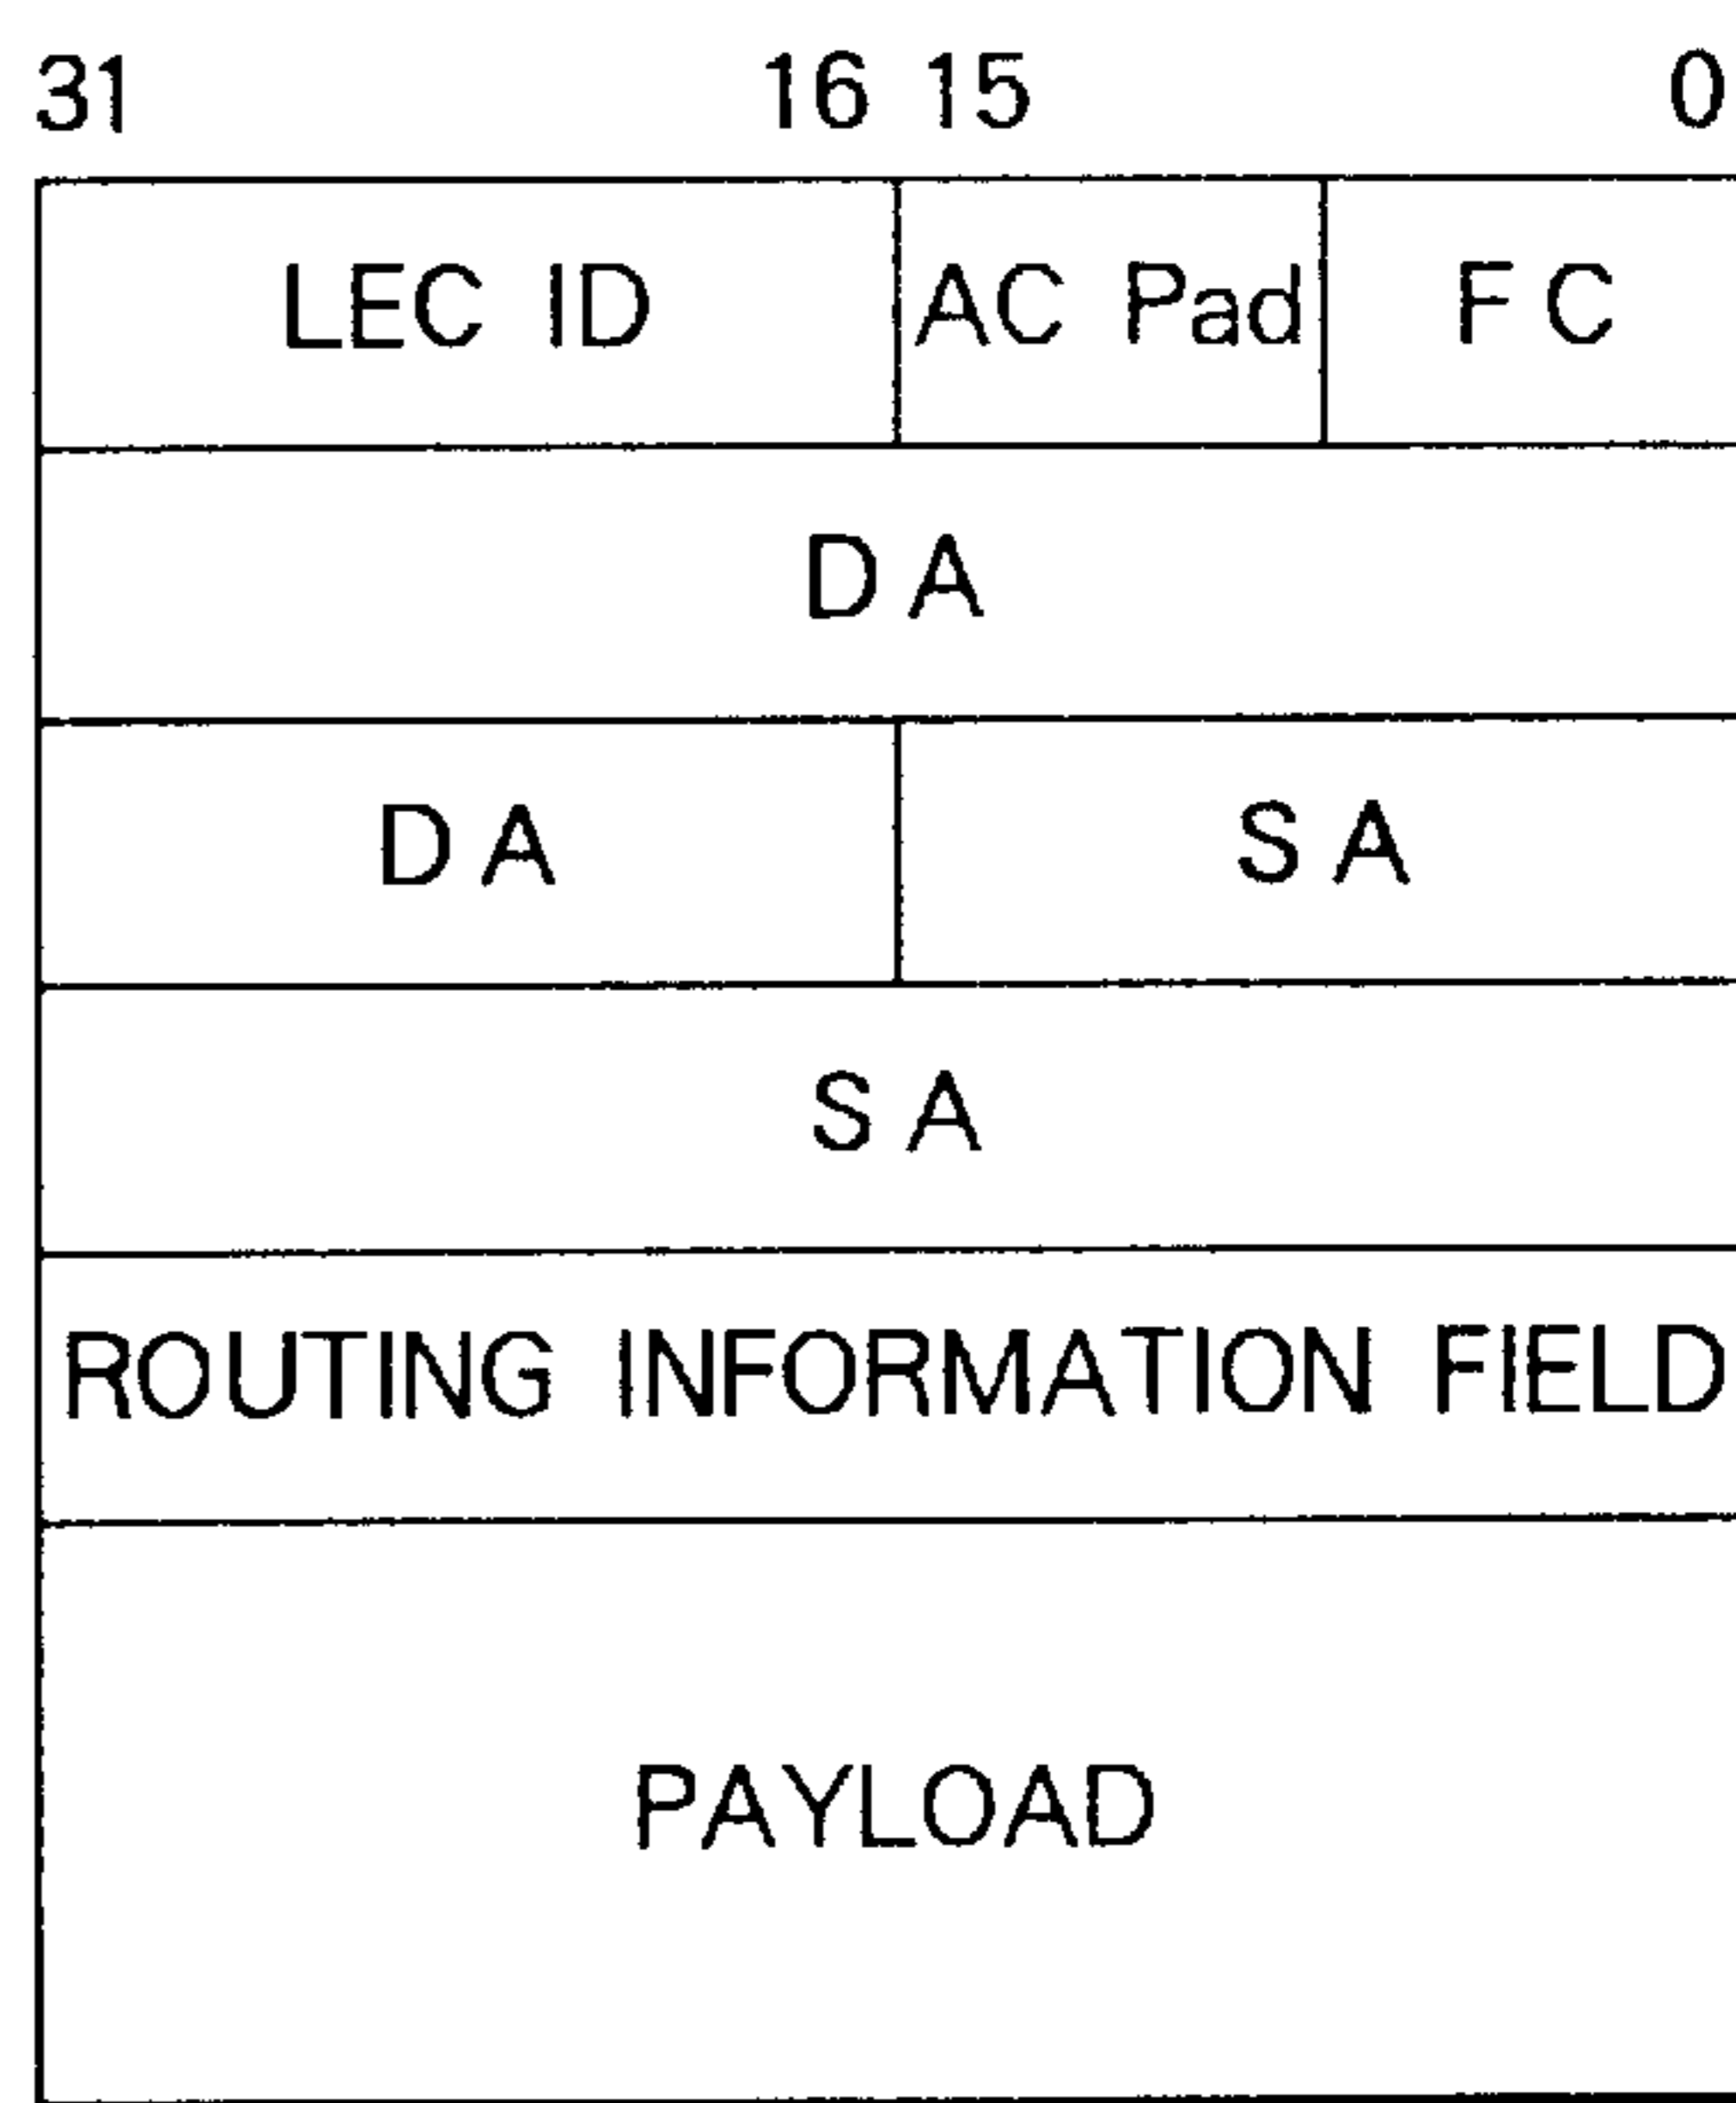 31 16 15 0
LEC ID AC Pad FC
DA
DA SA
SA
ROUTING INFORMATION FIELD
PAYLOAD